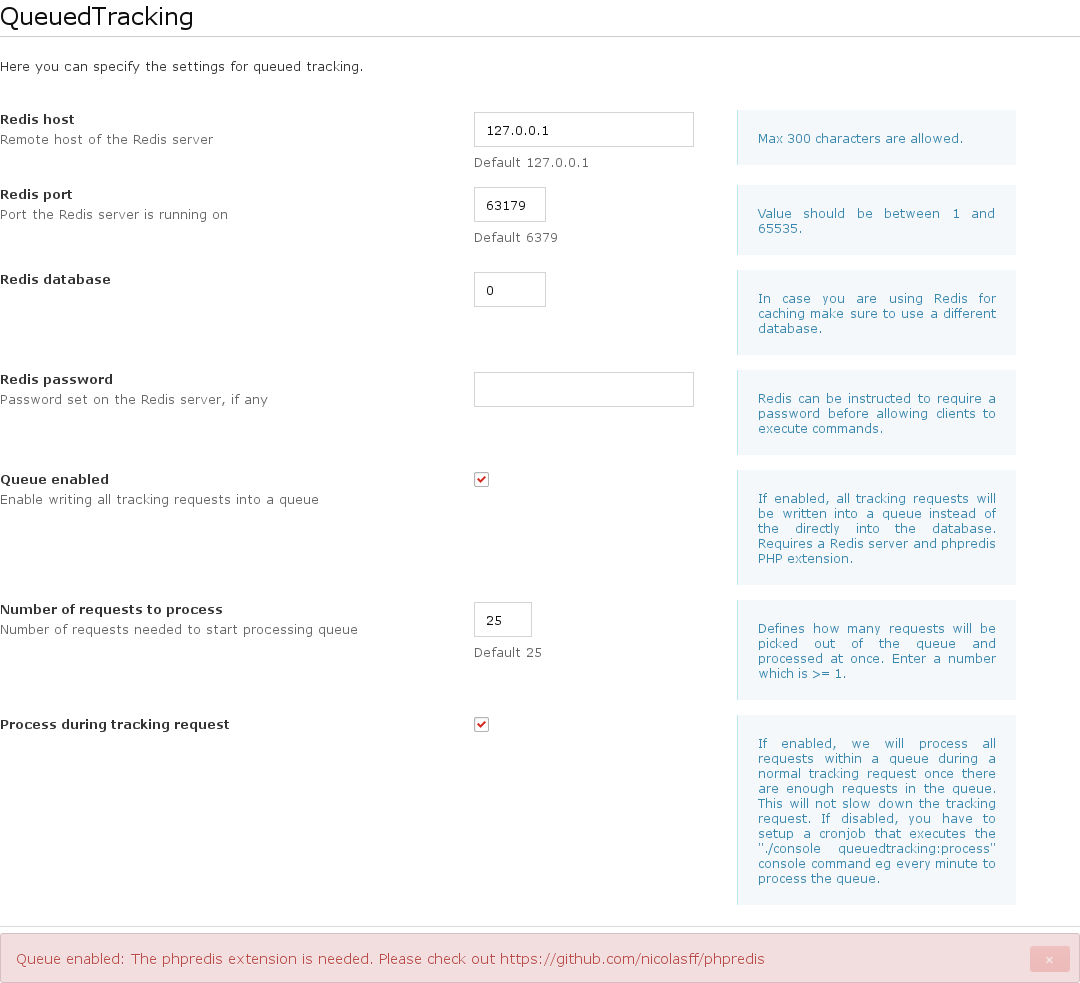 QueuedTracking
Here you can specify the settings for queued tracking.
Redis host
Remote host of the Redis server
127.0.0.1
Default 127.0.0.1
Max 300 characters are allowed.
Redis port
Port the Redis server is running on
63179
Default 6379
Value should be between 1 and
65535.
Redis database
0
In case you are using Redis for
caching make sure to use a different
database.
Redis password
Password set on the Redis server, if any
Redis can be instructed to require a
password before allowing clients to
execute commands.
Queue enabled
Enable writing all tracking requests into a queue
If enabled, all tracking requests will
be written into a queue instead of
the directly into the database.
Requires a Redis server and phpredis
PHP extension.
Number of requests to process
Number of requests needed to start processing queue
25
Default 25
Defines how many requests will be
picked out of the queue and
processed at once. Enter a number
which is >= 1.
Process during tracking request
If enabled, we will process all
requests within a queue during a
normal tracking request once there
are enough requests in the queue.
This will not slow down the tracking
request. If disabled, you have to
setup a cronjob that executes the
"./console queuedtracking:process"
console command eg every minute to
process the queue.
Queue enabled: The phpredis extension is needed. Please check out https://github.com/nicolasff/phpredis
×